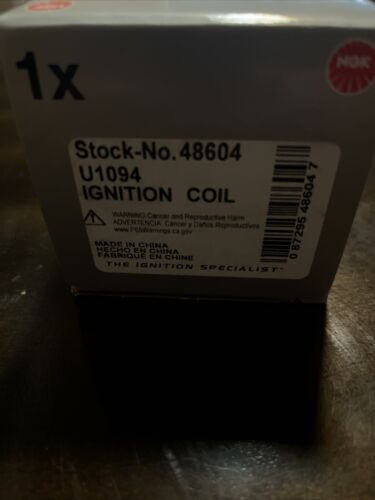 1x
NGK
Stock-No. 48604
U1094
IGNITION COIL
WARNING: Cancer and Reproductive Harm
ADVERTENCIA: Cáncer y Daños Reproductivos
www.P65Warnings.ca.gov
MADE IN CHINA
HECHO EN CHINA
FABRIQUÉ EN CHINE
THE IGNITION SPECIALIST
0 87295 48604 7